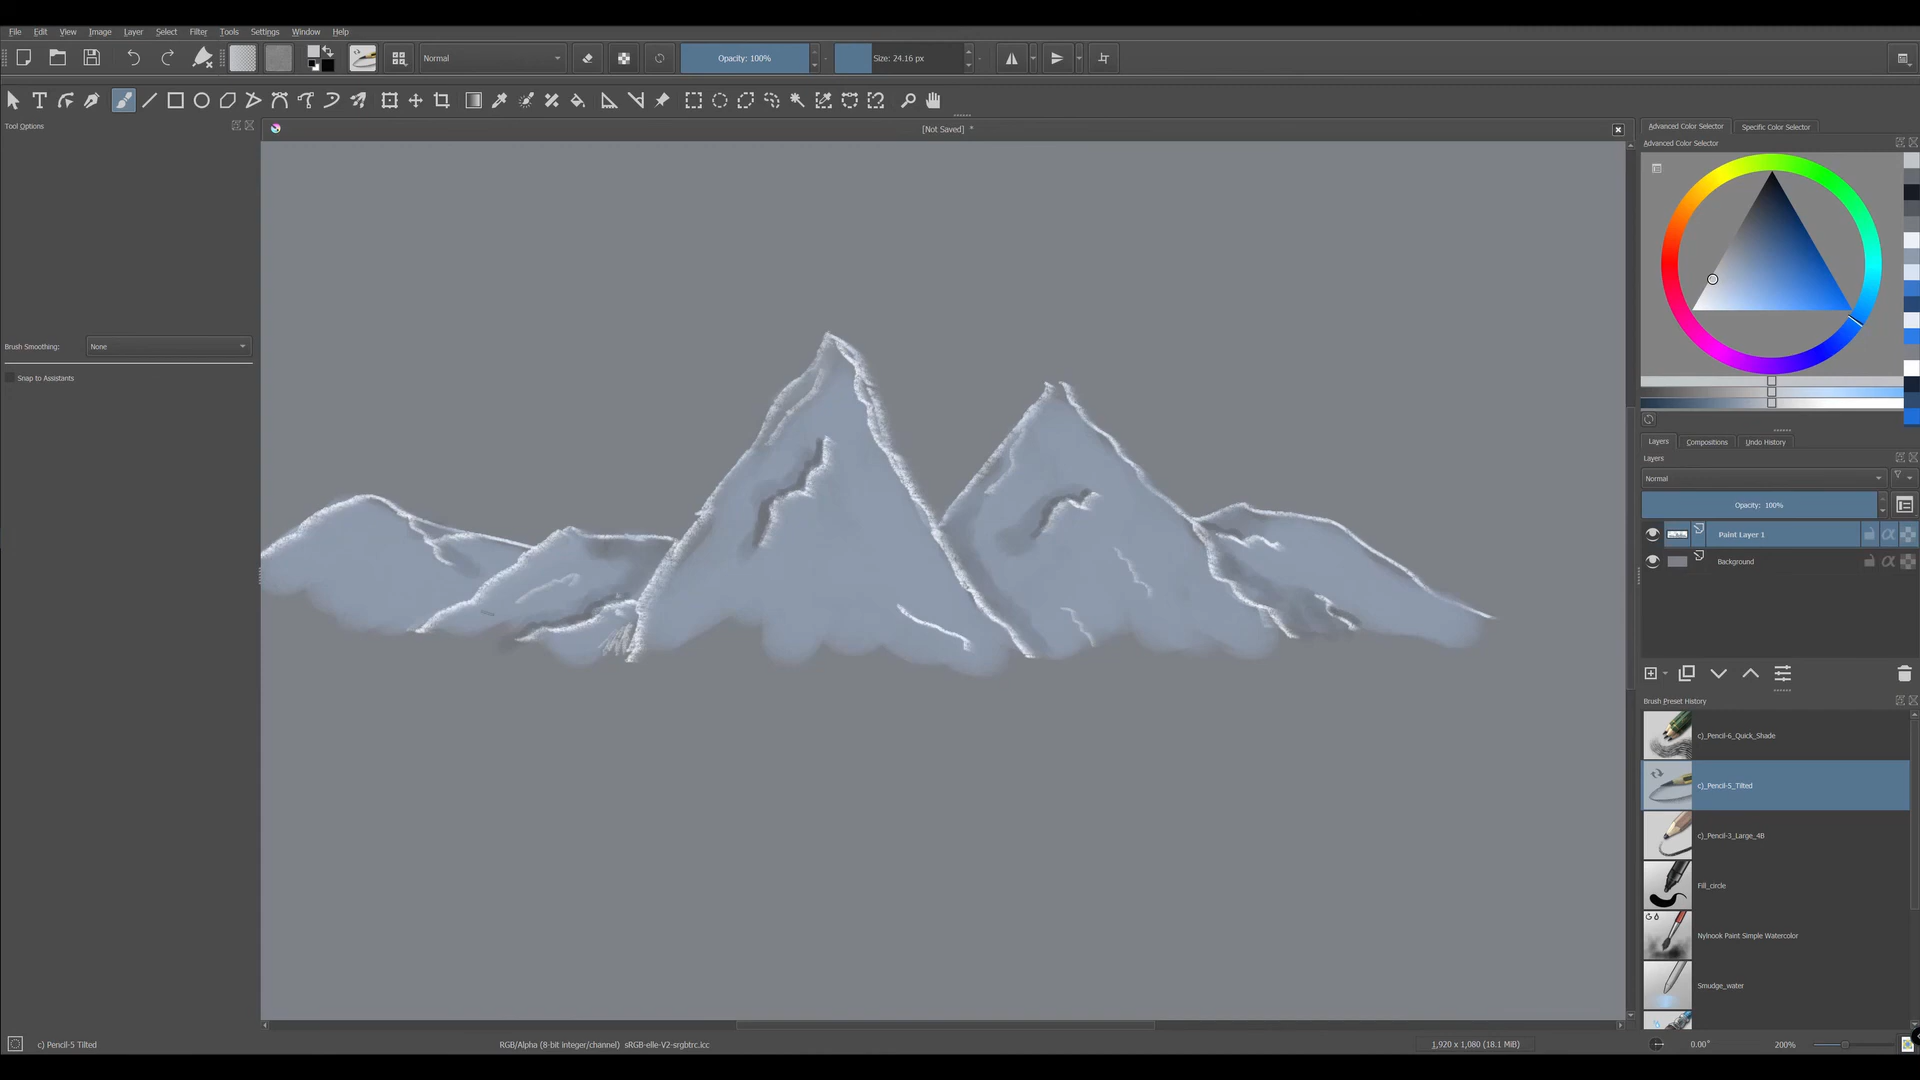 File Edit View Image Layer Select Filter Tools Settings Window Help
Normal
Opacity: 100%
Size: 24.16 px
Tool Options
[Not Saved] *
Brush Smoothing: None
Snap to Assistants
Advanced Color Selector
Specific Color Selector
Advanced Color Selector
Layers
Compositions
Undo History
Layers
Normal
Opacity: 100%
Paint Layer 1
Background
Brush Preset History
c)_Pencil-6_Quick_Shade
c)_Pencil-5_Tilted
c)_Pencil-3_Large_4B
Fill_circle
Nylnook Paint Simple Watercolor
Smudge_water
c) Pencil-5 Tilted
RGB/Alpha (8-bit integer/channel) sRGB-elle-V2-srgbtrc.icc
1,920 x 1,080 (18.1 MiB)
0.00°
200%